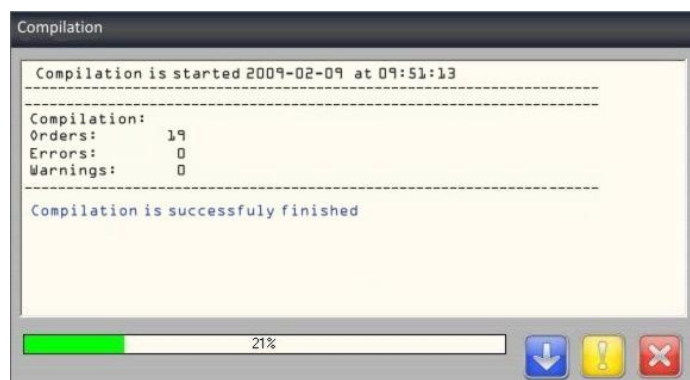 Compilation
Compilation is started 2009-02-09 at 09:51:13
--------------------------------------------------------------------
--------------------------------------------------------------------
Compilation:
Orders: 19
Errors: 0
Warnings: 0
--------------------------------------------------------------------
Compilation is successfuly finished
21%